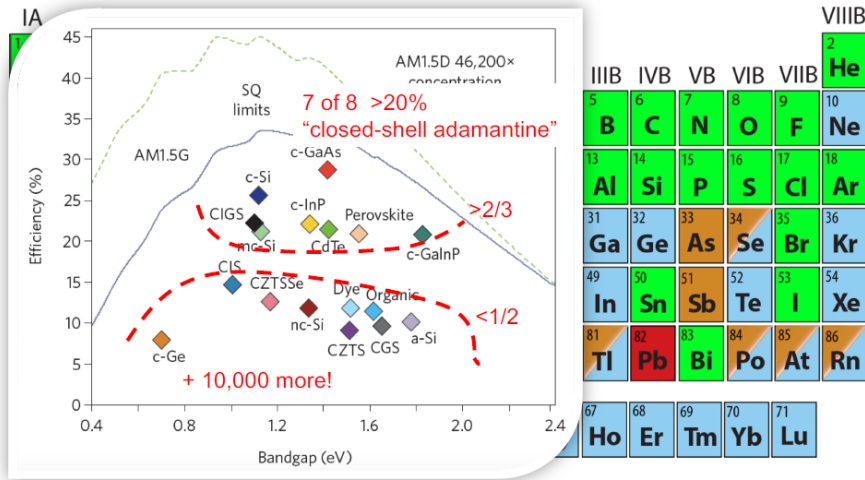 IA
1
45
40
35
30
25
20
15
10
5
0
Efficiency (%)
0.4
0.8
1.2
1.6
2.0
2.4
Bandgap (eV)
AM1.5D 46,200×
concentration
SQ
limits
AM1.5G
7 of 8 >20%
“closed-shell adamantine”
c-GaAs
c-Si
CIGS
mc-Si
c-InP
CdTe
Perovskite
c-GaInP
>2/3
CIS
CZTSSe
nc-Si
Dye
Organic
CZTS
CGS
a-Si
<1/2
c-Ge
+ 10,000 more!
VIIIB
2
He
IIIB IVB VB VIB VIIB
5 6 7 8 9 10
B C N O F Ne
13 14 15 16 17 18
Al Si P S Cl Ar
31 32 33 34 35 36
Ga Ge As Se Br Kr
49 50 51 52 53 54
In Sn Sb Te I Xe
81 82 83 84 85 86
Tl Pb Bi Po At Rn
67 68 69 70 71
Ho Er Tm Yb Lu